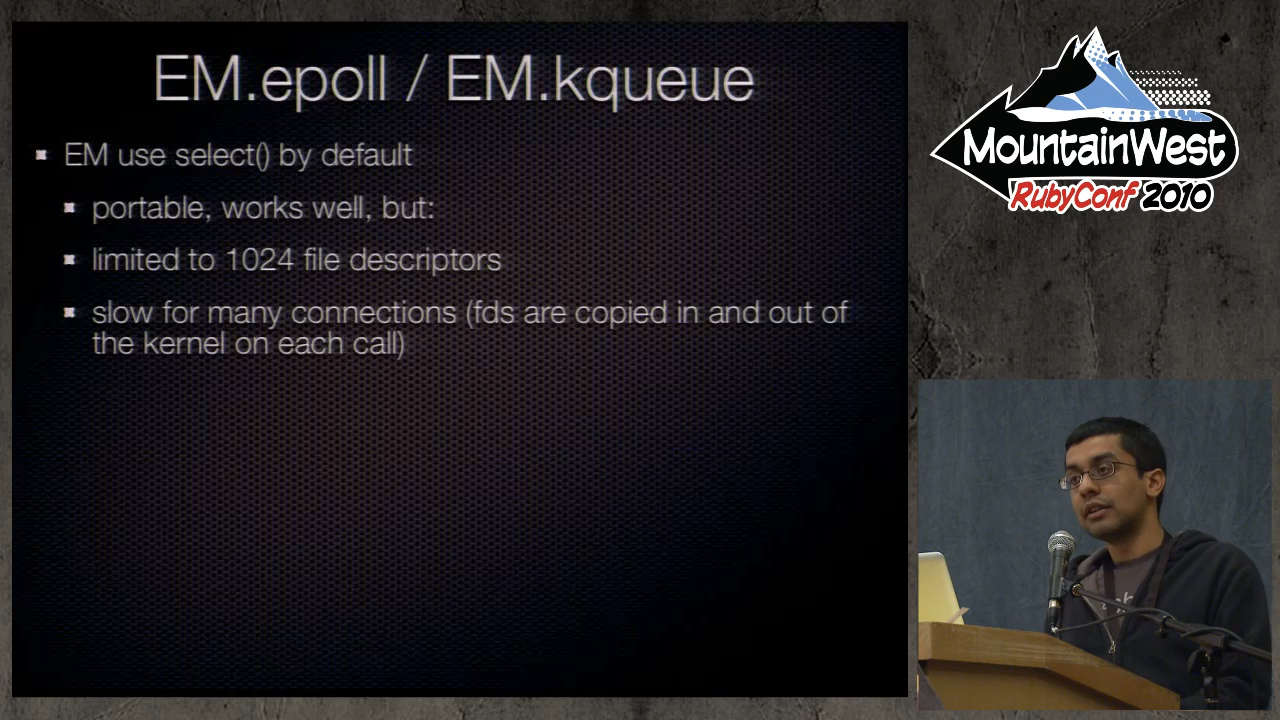 EM.epoll / EM.kqueue
EM use select() by default
portable, works well, but:
limited to 1024 file descriptors
slow for many connections (fds are copied in and out of
the kernel on each call)
MountainWest
RubyConf 2010